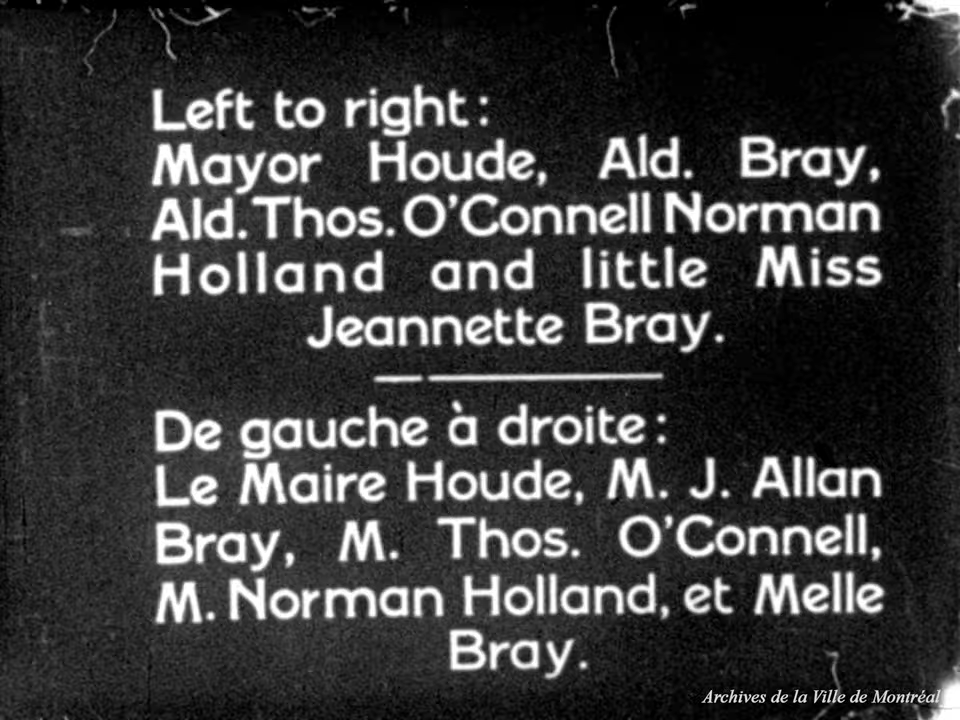 Left to right:
Mayor Houde, Ald. Bray,
Ald. Thos. O'Connell Norman
Holland and little Miss
Jeannette Bray.
De gauche à droite:
Le Maire Houde, M. J. Allan
Bray, M. Thos. O'Connell,
M. Norman Holland, et Melle
Bray.
Archives de la Ville de Montréal